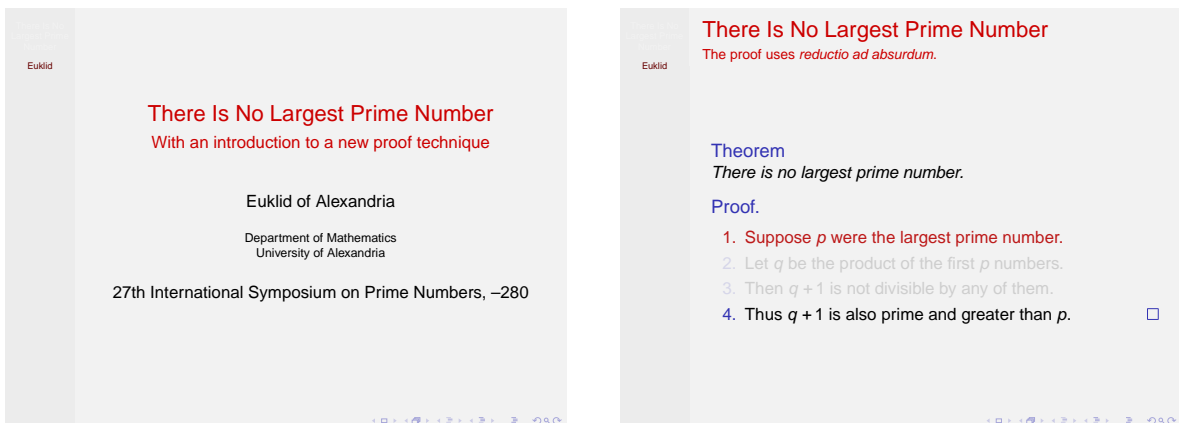 Euklid
There Is No Largest Prime Number
With an introduction to a new proof technique
Euklid of Alexandria
Department of Mathematics
University of Alexandria
27th International Symposium on Prime Numbers, –280
Euklid
There Is No Largest Prime Number
The proof uses reductio ad absurdum.
Theorem
There is no largest prime number.
Proof.
1. Suppose p were the largest prime number.
2. Let q be the product of the first p numbers.
3. Then q + 1 is not divisible by any of them.
4. Thus q + 1 is also prime and greater than p.